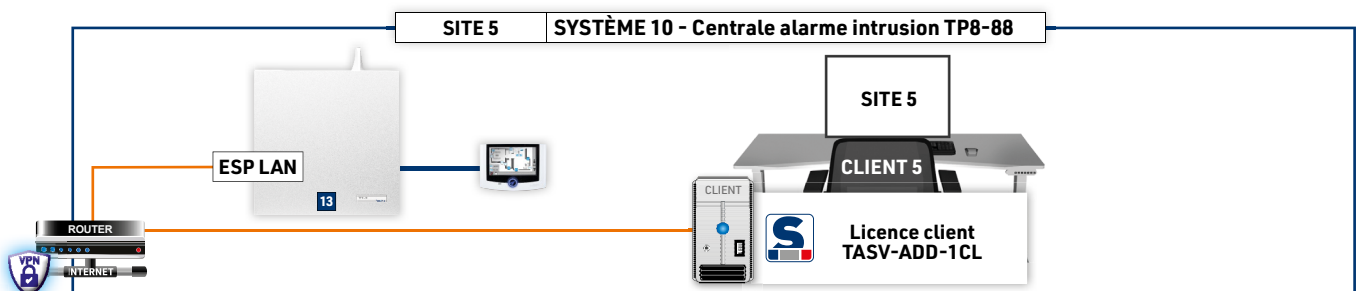 SITE 5 SYSTÈME 10 - Centrale alarme intrusion TP8-88
SITE 5
ESP LAN
CLIENT 5
13
CLIENT
ROUTER
Licence client
TASV-ADD-1CL
VPN
INTERNET
S